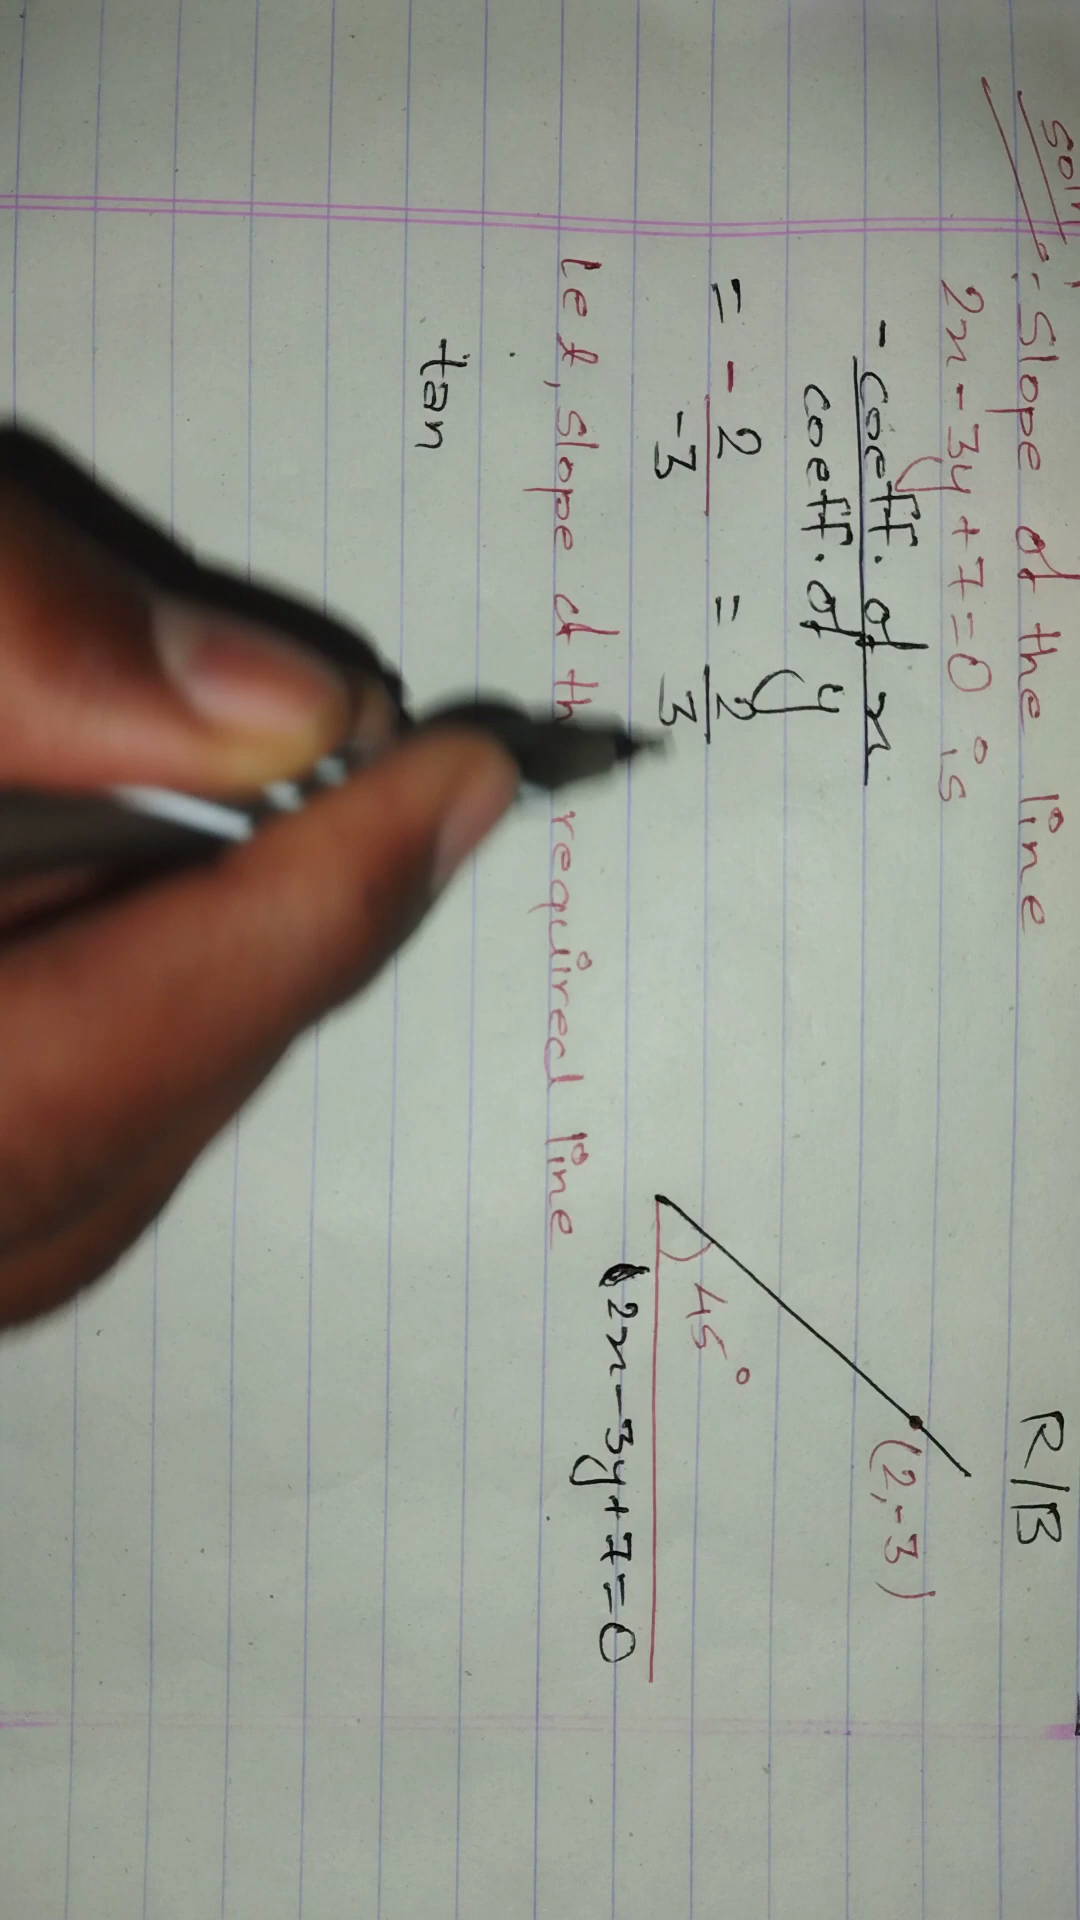 Soln :- Slope of the line
2x - 3y + 7 = 0 is
- coeff. of x
coeff. of y
= - 2/-3 = 2/3
Let, slope of th required line
tan
R/B
(2, -3)
45°
2x - 3y + 7 = 0